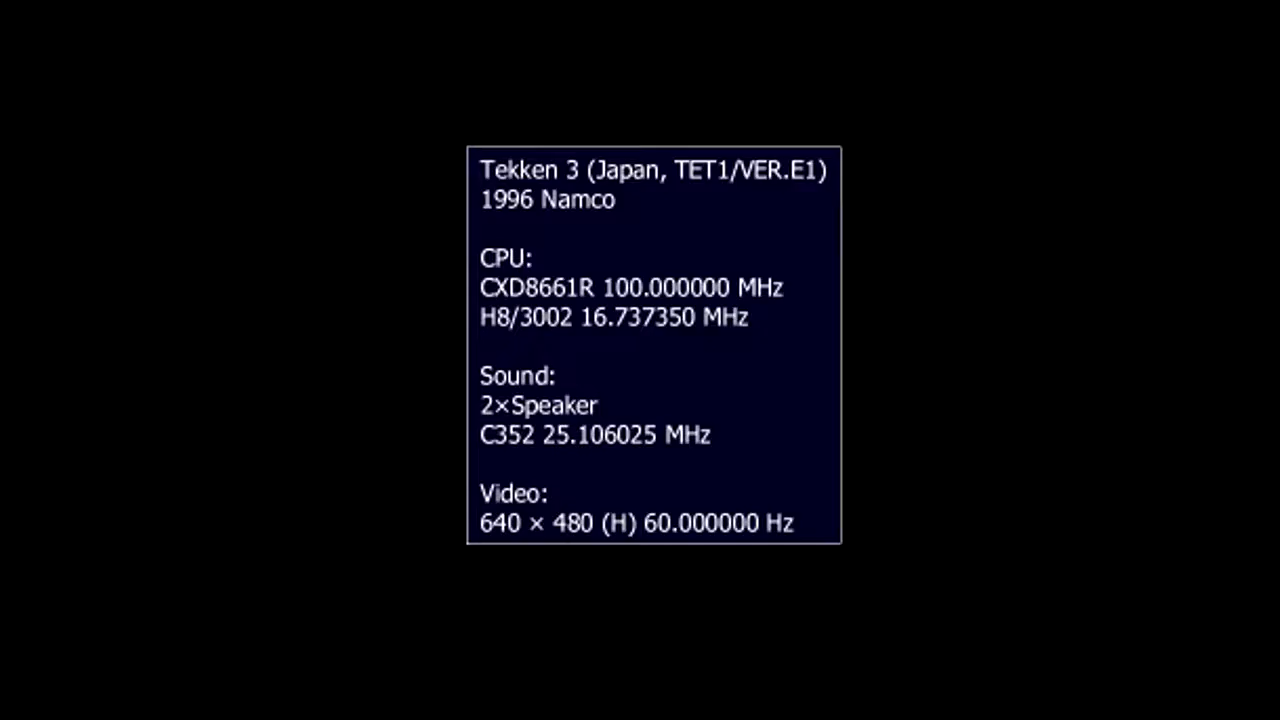 Tekken 3 (Japan, TET1/VER.E1)
1996 Namco
CPU:
CXD8661R 100.000000 MHz
H8/3002 16.737350 MHz
Sound:
2×Speaker
C352 25.106025 MHz
Video:
640 × 480 (H) 60.000000 Hz